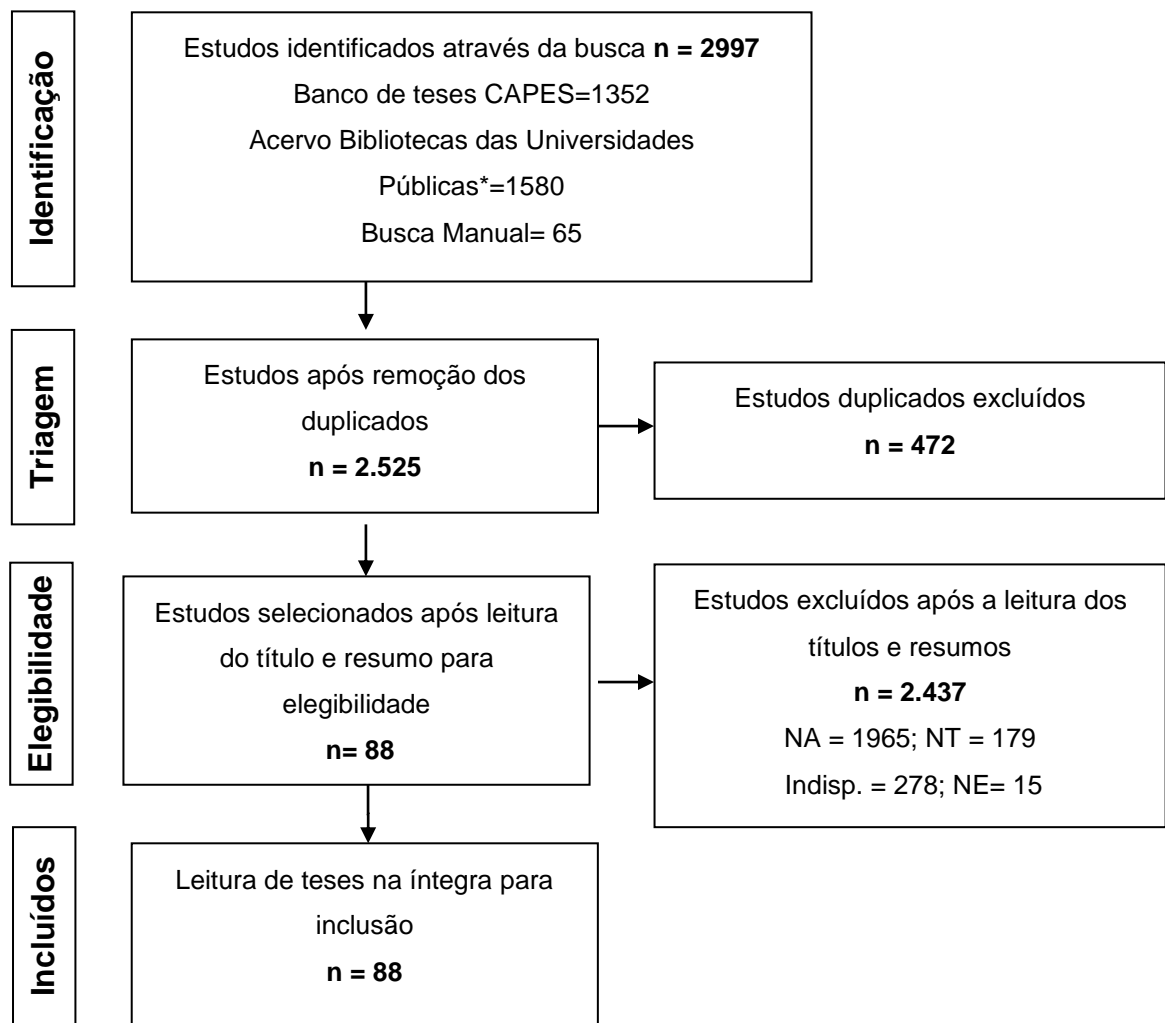 Identificação
Estudos identificados através da busca n = 2997
Banco de teses CAPES=1352
Acervo Bibliotecas das Universidades
Públicas*=1580
Busca Manual= 65
Triagem
Estudos após remoção dos
duplicados
n = 2.525
Estudos duplicados excluídos
n = 472
Elegibilidade
Estudos selecionados após leitura
do título e resumo para
elegibilidade
n= 88
Estudos excluídos após a leitura dos
títulos e resumos
n = 2.437
NA = 1965; NT = 179
Indisp. = 278; NE= 15
Incluídos
Leitura de teses na íntegra para
inclusão
n = 88